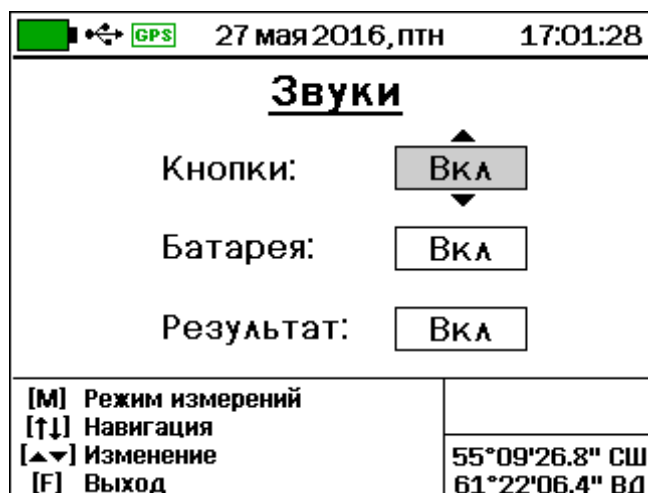 GPS 27 мая 2016, птн 17:01:28
Звуки
Кнопки: Вкл
Батарея: Вкл
Результат: Вкл
[M] Режим измерений
[↑↓] Навигация
[▲▼] Изменение
[F] Выход
55°09'26.8" СШ
61°22'06.4" ВД